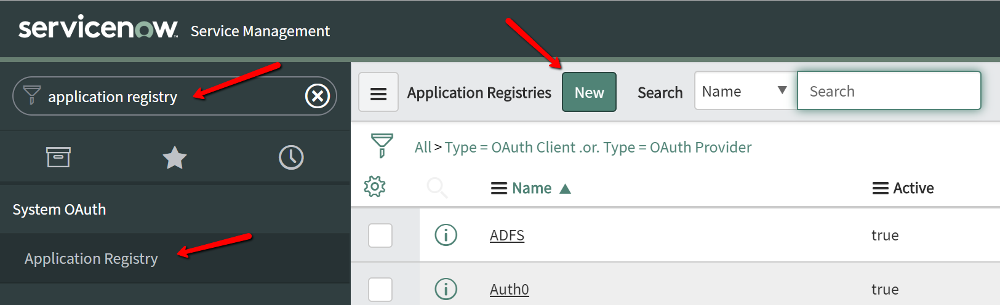 servicenow™ Service Management
application registry
System OAuth
Application Registry
Application Registries New Search Name Search
All > Type = OAuth Client .or. Type = OAuth Provider
Name Active
ADFS true
Auth0 true